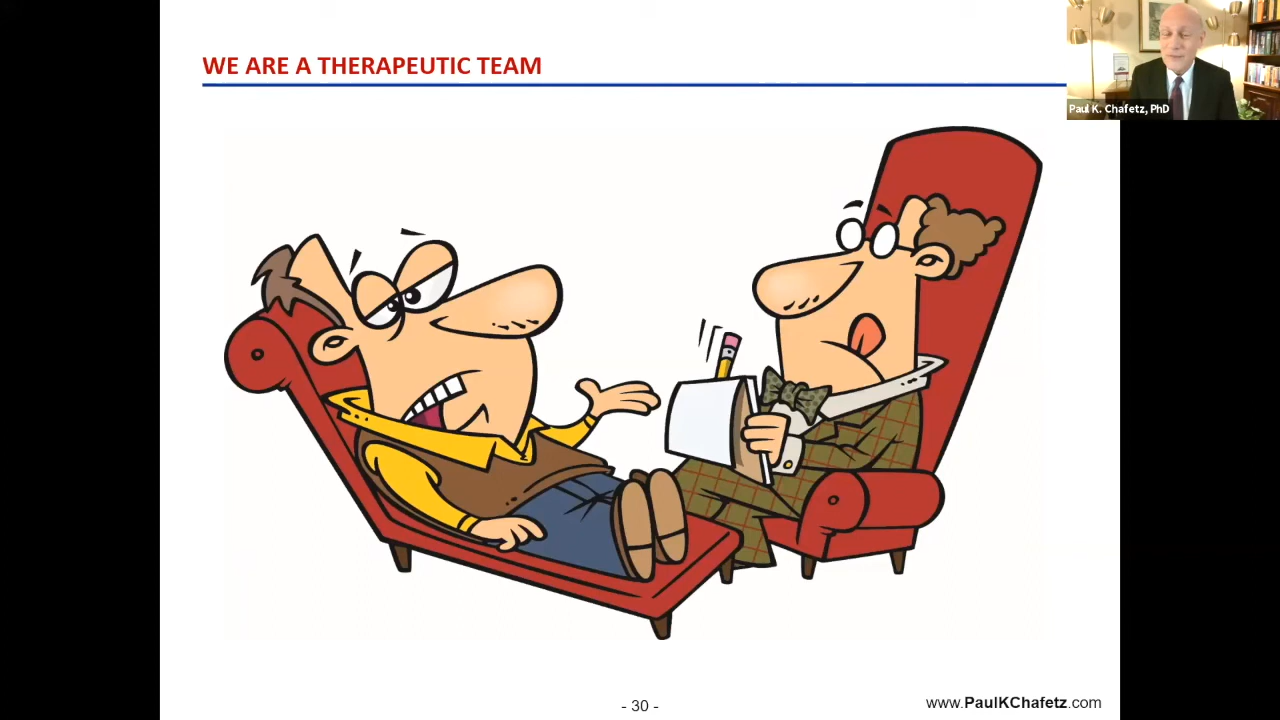 WE ARE A THERAPEUTIC TEAM
Paul K. Chafetz, PhD
- 30 -
www.PaulKChafetz.com